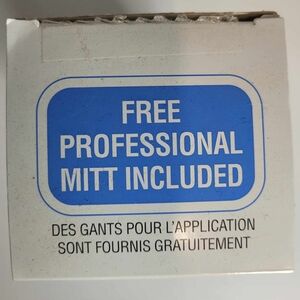 FREE
PROFESSIONAL
MITT INCLUDED
DES GANTS POUR L'APPLICATION
SONT FOURNIS GRATUITEMENT